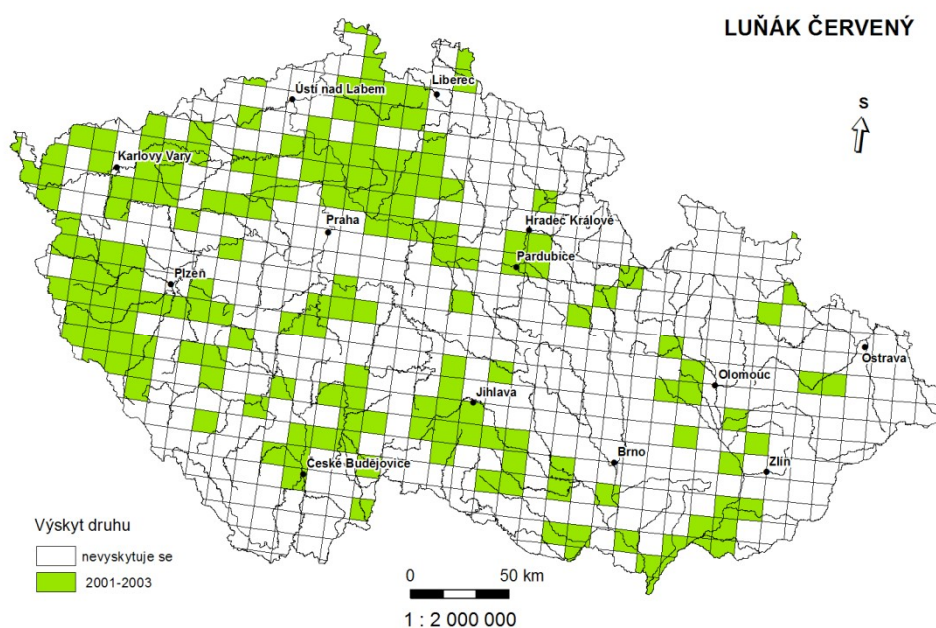 LUŇÁK ČERVENÝ
S
Liberec
Ústí nad Labem
Karlovy Vary
Hradec Králové
Praha
Pardubice
Plzeň
Ostrava
Olomouc
Jihlava
Brno
Zlín
České Budějovice
Výskyt druhu
nevyskytuje se
2001-2003
0 50 km
1 : 2 000 000